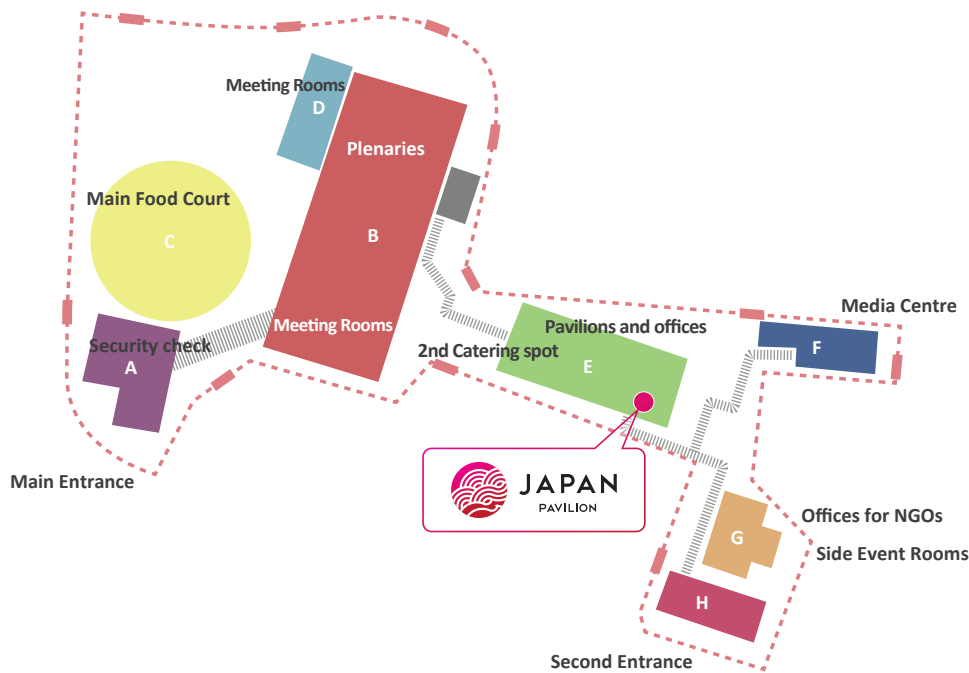 Meeting Rooms
D
Plenaries
Main Food Court
C
B
Meeting Rooms
Security check
A
Main Entrance
Pavilions and offices
2nd Catering spot
E
Media Centre
F
JAPAN
PAVILION
Offices for NGOs
G
Side Event Rooms
H
Second Entrance